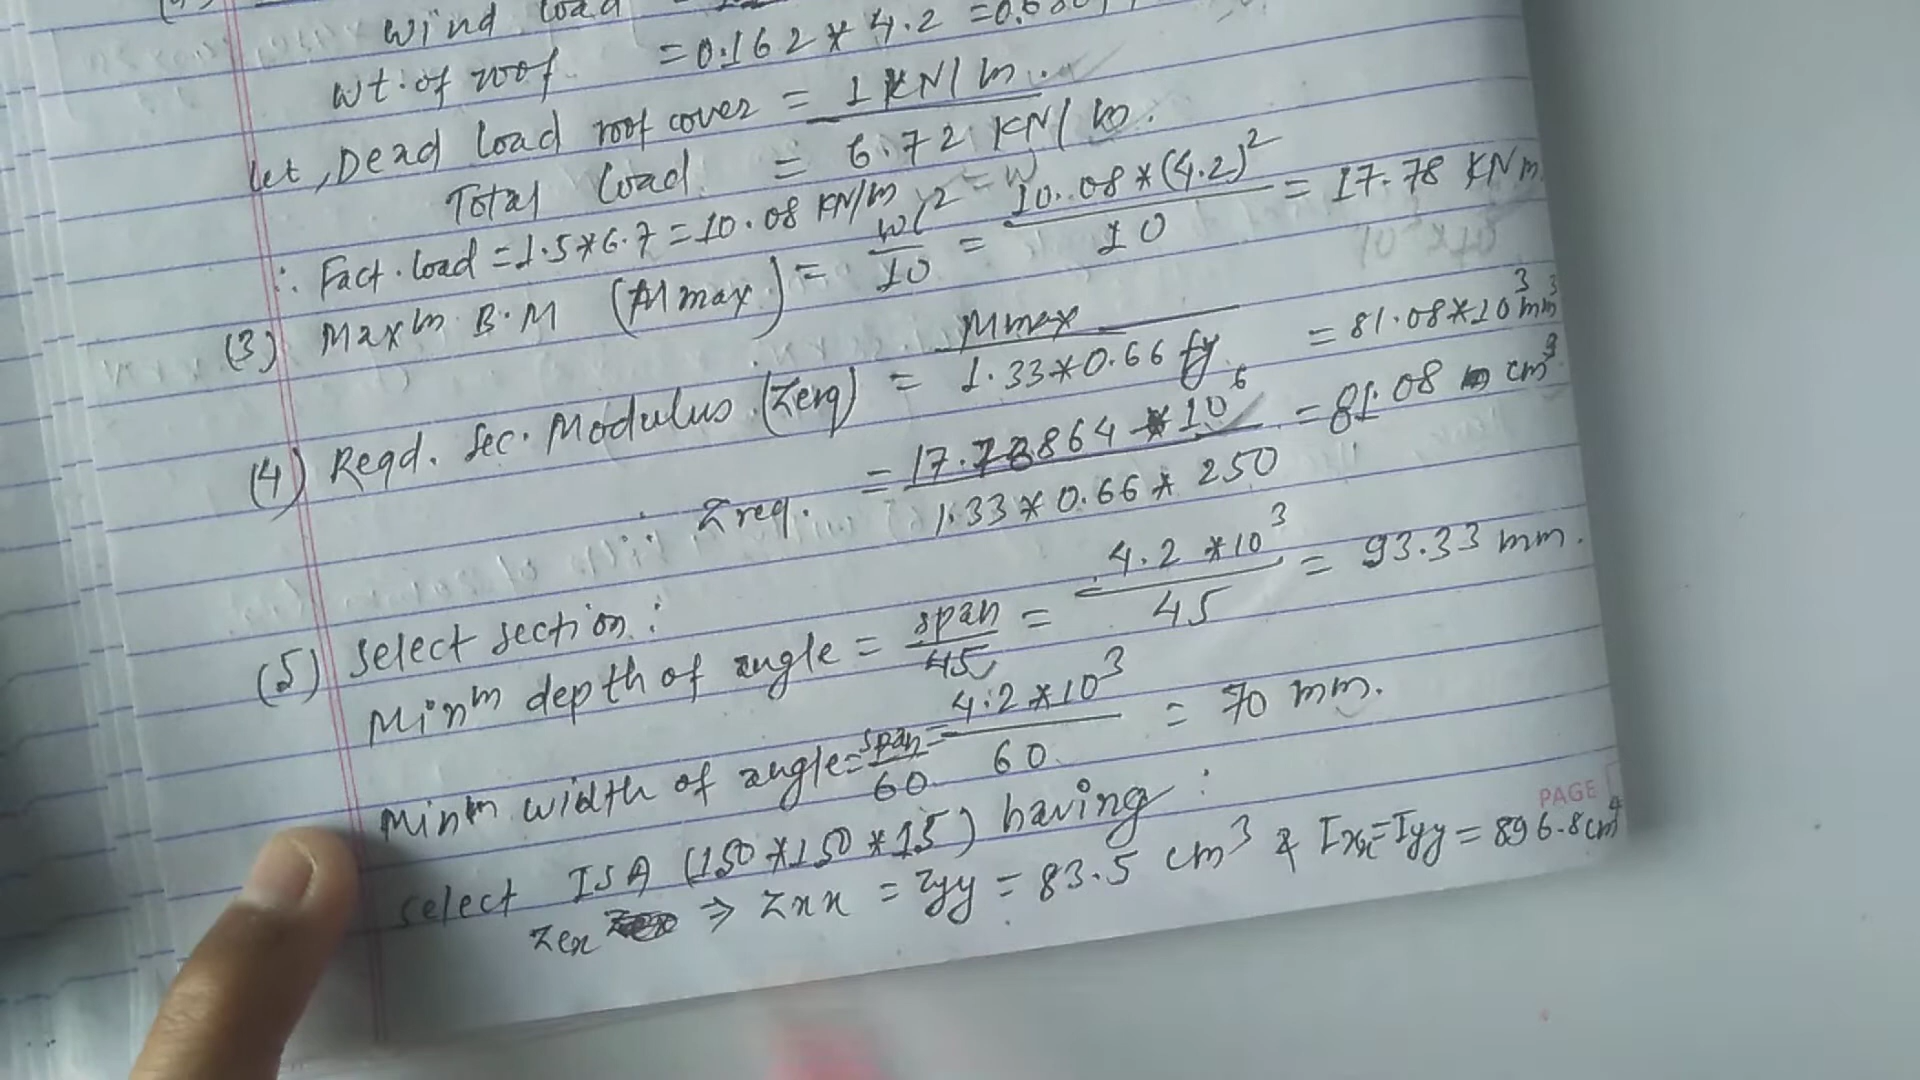 wind load
wt. of roof = 0.162 * 4.2 = 0.680
Let, Dead load roof cover = 1 KN/m.
Total load = 6.72 KN/m.
∴ Fact. load = 1.5*6.7 = 10.08 KN/m = W
(3) Maxm B.M (Mmax) = wl²/10 = 10.08*(4.2)²/10 = 17.78 KNm
(4) Reqd. Sec. Modulus (Zerq) = Mmax/1.33*0.66 fy = 81.08*10³ mm³
∴ Zreq. = 17.78864 * 10⁶/1.33*0.66*250 = 81.08 cm³
(5) Select section:
Minm depth of angle = span/45 = 4.2*10³/45 = 93.33 mm.
Minm width of angle = span/60 = 4.2*10³/60 = 70 mm.
select ISA (150*150*15) having:
Zex ⇒ Zxx = Zyy = 83.5 cm³ & Ixx = Iyy = 896.8 cm⁴
PAGE